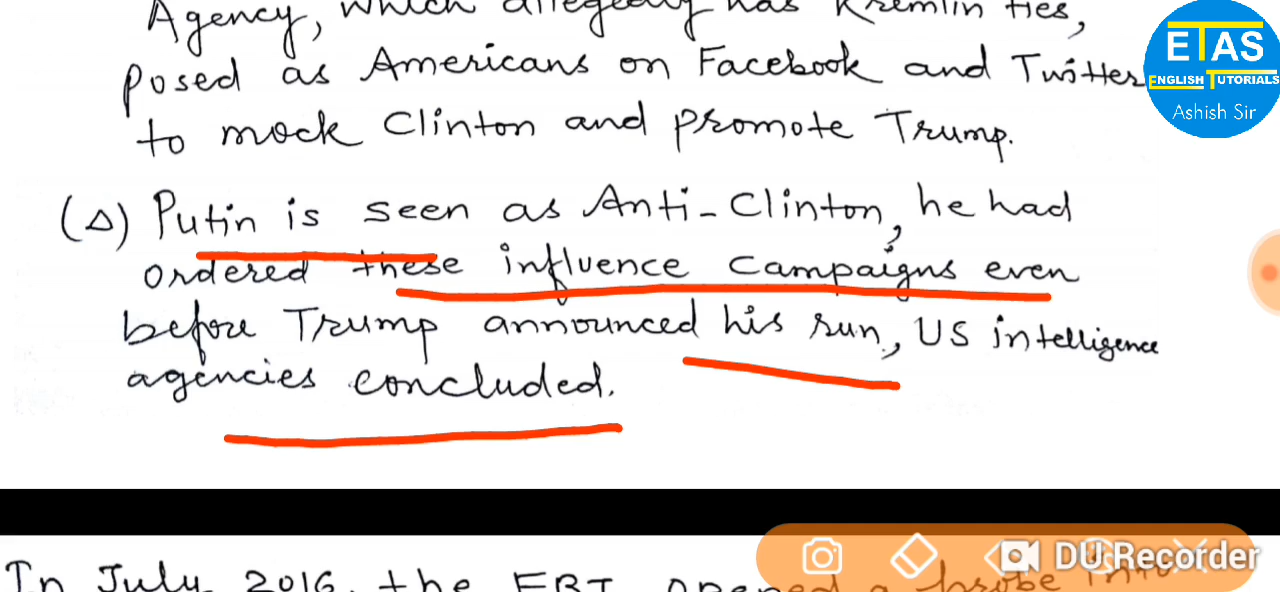 Agency, which allegedly has Kremlin ties,
posed as Americans on Facebook and Twitter
to mock Clinton and promote Trump.
(Δ) Putin is seen as Anti-Clinton, he had
ordered these influence campaigns even
before Trump announced his run, US intelligence
agencies concluded.
In July 2016, the FBI opened a probe into
ETAS
ENGLISH TUTORIALS
Ashish Sir
DU Recorder